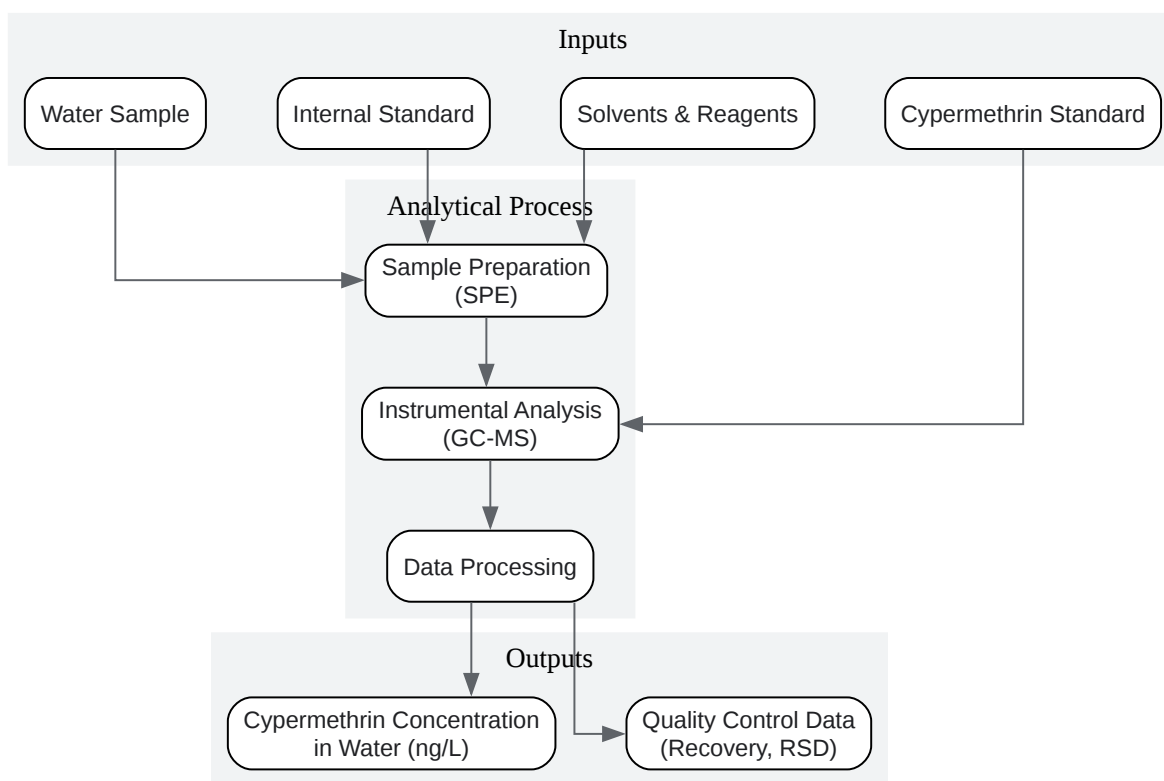 Inputs
Water Sample
Internal Standard
Solvents & Reagents
Cypermethrin Standard
Analytical Process
Sample Preparation
(SPE)
Instrumental Analysis
(GC-MS)
Data Processing
Outputs
Cypermethrin Concentration
in Water (ng/L)
Quality Control Data
(Recovery, RSD)